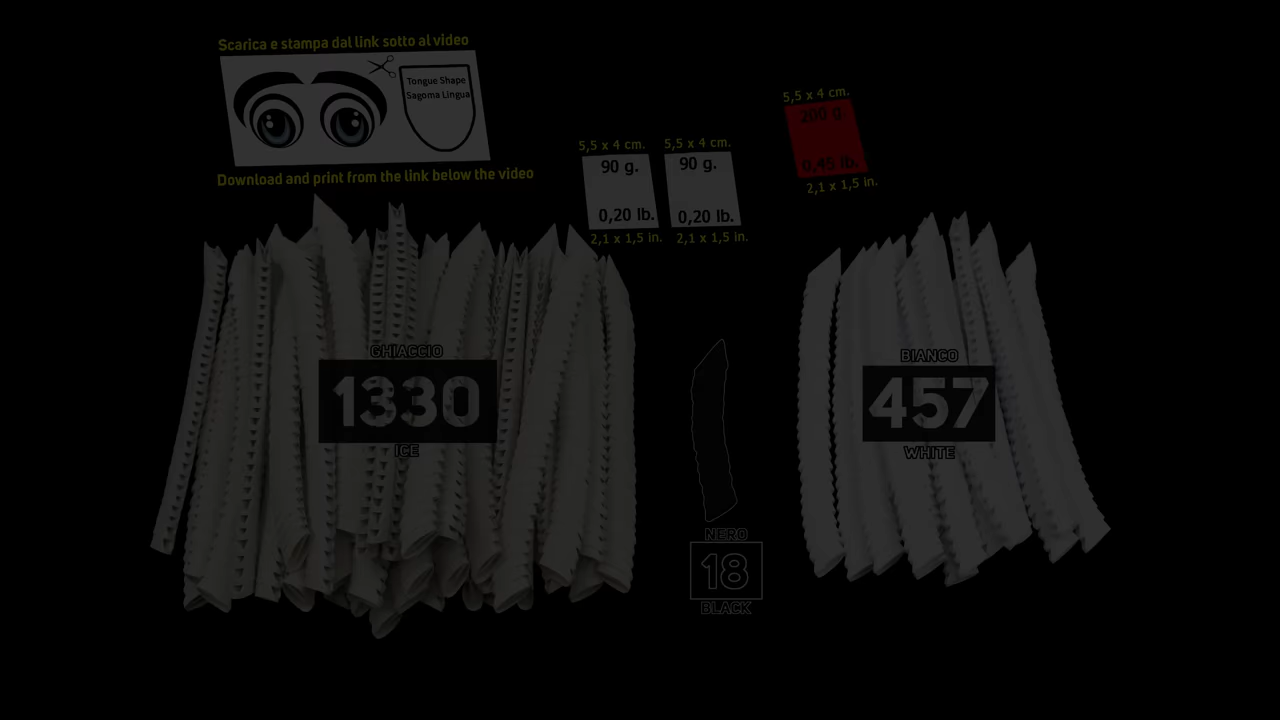 Scarica e stampa dal link sotto al video
Tongue Shape
Sagoma Lingua
Download and print from the link below the video
5,5 x 4 cm.
90 g.
0,20 lb.
2,1 x 1,5 in.
5,5 x 4 cm.
90 g.
0,20 lb.
2,1 x 1,5 in.
5,5 x 4 cm.
200 g.
0,45 lb.
2,1 x 1,5 in.
GHIACCIO
1330
ICE
NERO
18
BLACK
BIANCO
457
WHITE